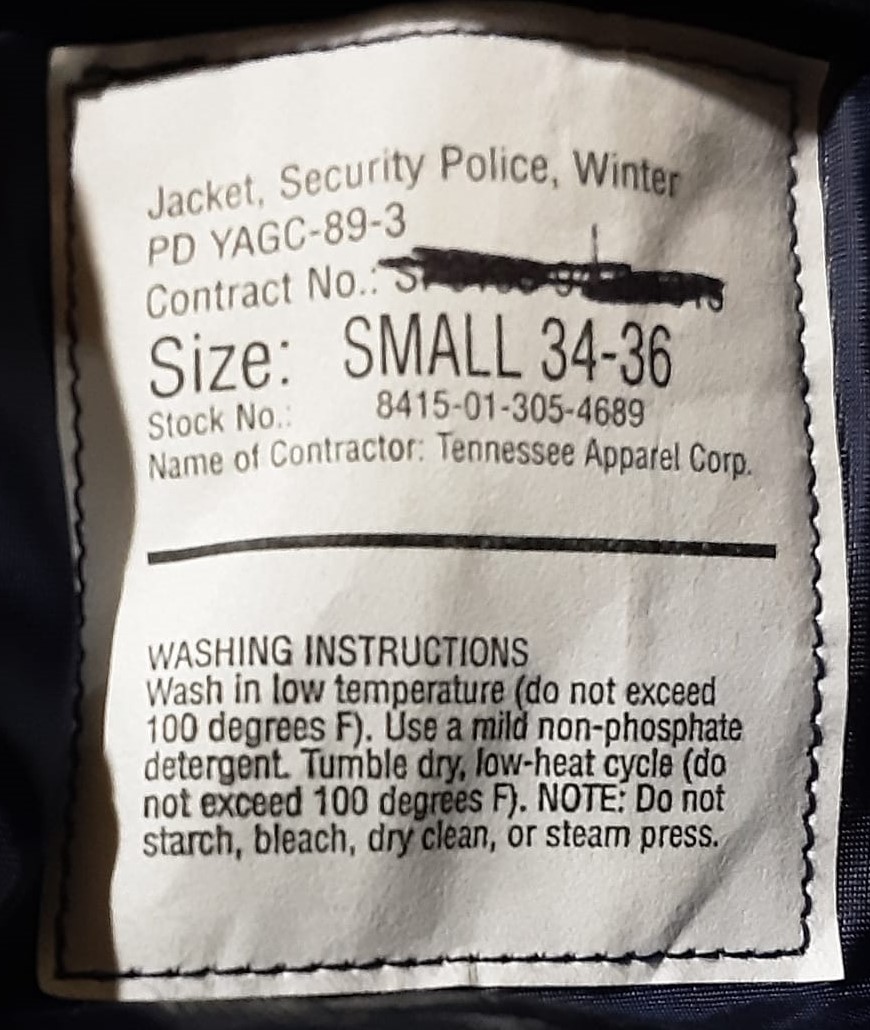 Jacket, Security Police, Winter
PD YAGC-89-3
Contract No.:
Size: SMALL 34-36
Stock No.: 8415-01-305-4689
Name of Contractor: Tennessee Apparel Corp.
WASHING INSTRUCTIONS
Wash in low temperature (do not exceed
100 degrees F). Use a mild non-phosphate
detergent. Tumble dry, low-heat cycle (do
not exceed 100 degrees F). NOTE: Do not
starch, bleach, dry clean, or steam press.